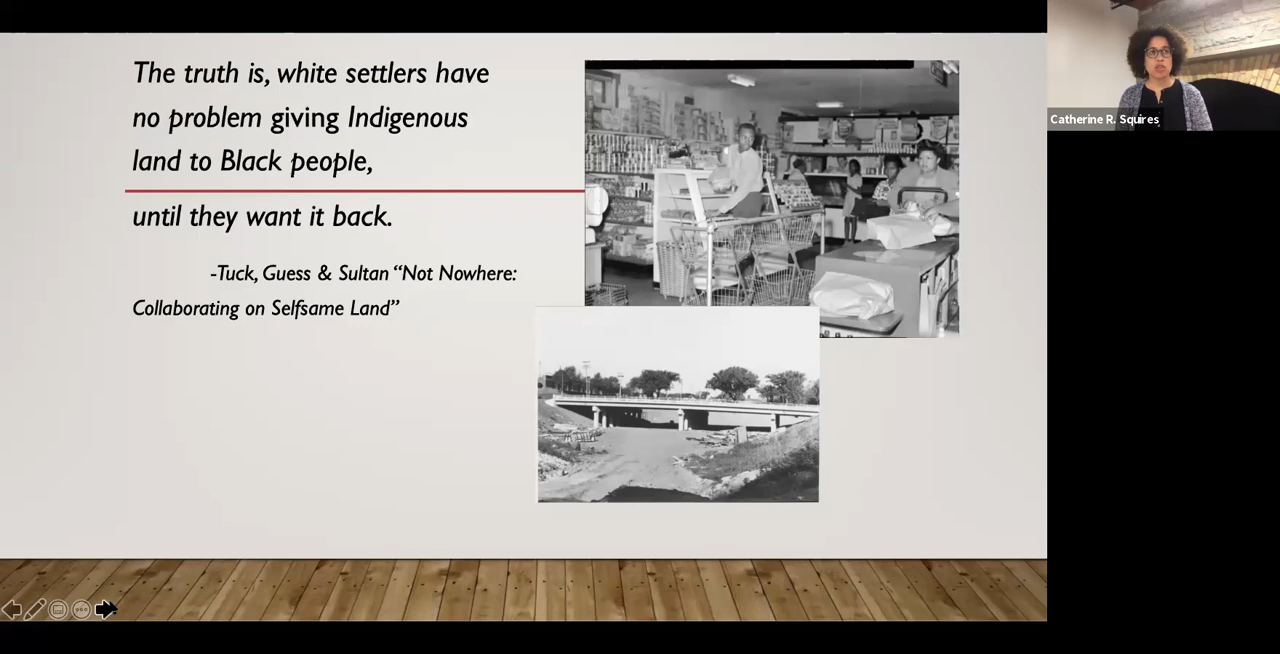 The truth is, white settlers have
no problem giving Indigenous
land to Black people,
until they want it back.
-Tuck, Guess & Sultan “Not Nowhere:
Collaborating on Selfsame Land”
Catherine R. Squires